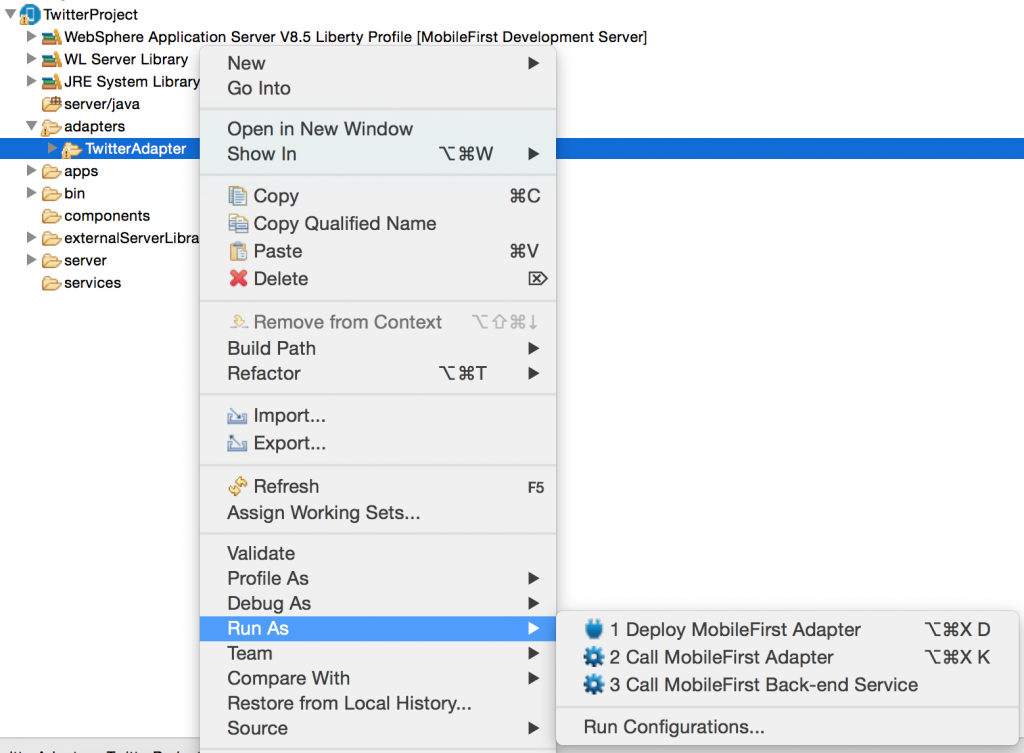 TwitterProject
WebSphere Application Server V8.5 Liberty Profile [MobileFirst Development Server]
WL Server Library
JRE System Library
server/java
adapters
TwitterAdapter
apps
bin
components
externalServerLibra
server
services
New
Go Into
Open in New Window
Show In ⌥⌘W
Copy ⌘C
Copy Qualified Name
Paste ⌘V
Delete ⌦
Remove from Context ⌥⇧⌘↓
Build Path
Refactor ⌥⌘T
Import...
Export...
Refresh F5
Assign Working Sets...
Validate
Profile As
Debug As
Run As
Team
Compare With
Restore from Local History...
Source
1 Deploy MobileFirst Adapter ⌥⌘X D
2 Call MobileFirst Adapter ⌥⌘X K
3 Call MobileFirst Back-end Service
Run Configurations...